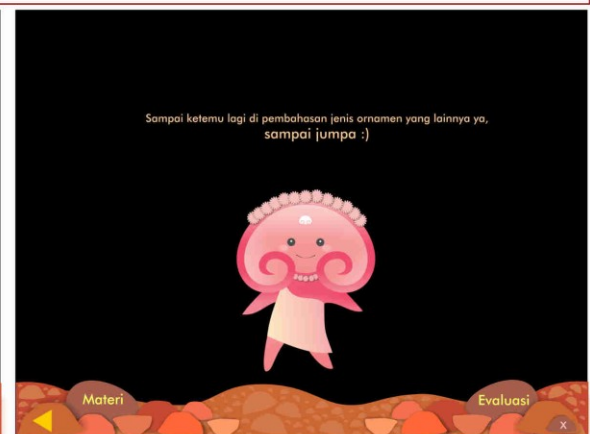 Sampai ketemu lagi di pembahasan jenis ornamen yang lainnya ya,
sampai jumpa :)
Materi
Evaluasi
X